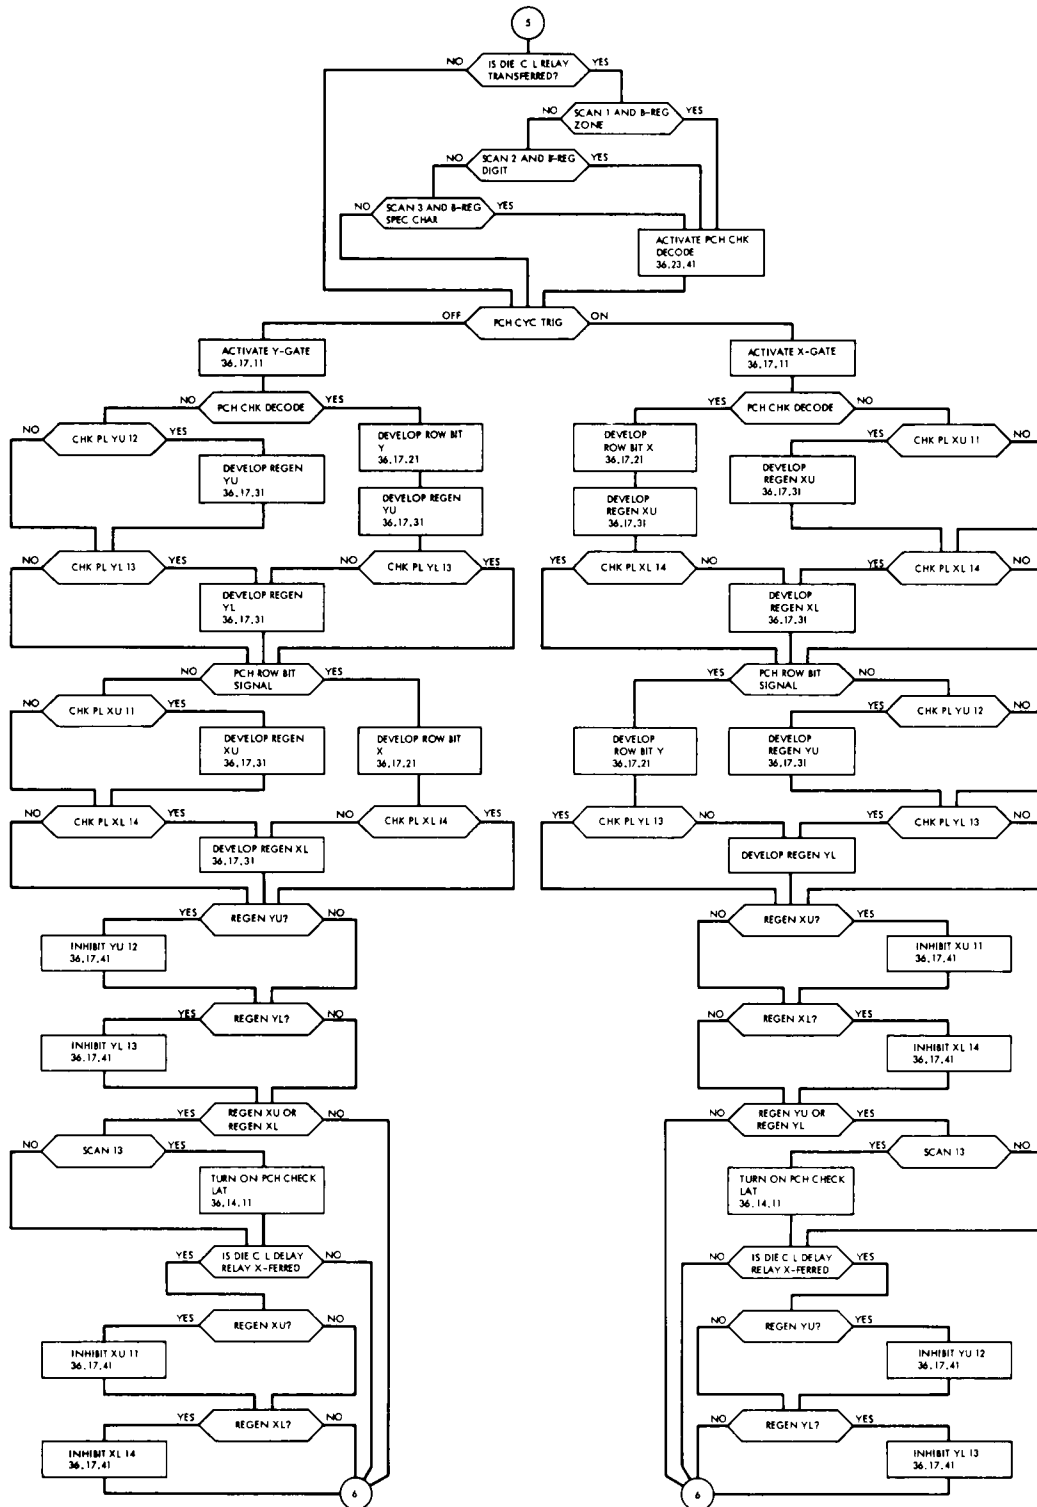 5
NO
IS DIE C L RELAY
TRANSFERRED?
YES
NO
SCAN 1 AND B-REG
ZONE
YES
NO
SCAN 2 AND B-REG
DIGIT
YES
NO
SCAN 3 AND B-REG
SPEC CHAR
YES
ACTIVATE PCH CHK
DECODE
36.23.41
OFF
PCH CYC TRIG
ON
ACTIVATE Y-GATE
36.17.11
ACTIVATE X-GATE
36.17.11
NO
PCH CHK DECODE
YES
YES
PCH CHK DECODE
NO
NO
CHK PL YU 12
YES
DEVELOP ROW BIT
Y
36.17.21
DEVELOP
ROW BIT X
36.17.21
YES
CHK PL XU 11
NO
DEVELOP REGEN
YU
36.17.31
DEVELOP REGEN
YU
36.17.31
DEVELOP
REGEN XU
36.17.31
DEVELOP
REGEN XU
36.17.31
NO
CHK PL YL 13
YES
NO
CHK PL YL 13
YES
YES
CHK PL XL 14
NO
YES
CHK PL XL 14
NO
DEVELOP REGEN
YL
36.17.31
DEVELOP
REGEN XL
36.17.31
NO
PCH ROW BIT
SIGNAL
YES
YES
PCH ROW BIT
SIGNAL
NO
NO
CHK PL XU 11
YES
YES
CHK PL YU 12
NO
DEVELOP REGEN
XU
36.17.31
DEVELOP ROW BIT
X
36.17.21
DEVELOP
ROW BIT Y
36.17.21
DEVELOP
REGEN YU
36.17.31
NO
CHK PL XL 14
YES
NO
CHK PL XL 14
YES
YES
CHK PL YL 13
NO
YES
CHK PL YL 13
NO
DEVELOP REGEN XL
36.17.31
DEVELOP REGEN YL
YES
REGEN YU?
NO
NO
REGEN XU?
YES
INHIBIT YU 12
36.17.41
INHIBIT XU 11
36.17.41
YES
REGEN YL?
NO
NO
REGEN XL?
YES
INHIBIT YL 13
36.17.41
INHIBIT XL 14
36.17.41
YES
REGEN XU OR
REGEN XL
NO
NO
REGEN YU OR
REGEN YL
YES
NO
SCAN 13
YES
YES
SCAN 13
NO
TURN ON PCH CHECK
LAT
36.14.11
TURN ON PCH CHECK
LAT
36.14.11
YES
IS DIE C L DELAY
RELAY X-FERRED
NO
NO
IS DIE C L DELAY
RELAY X-FERRED
YES
YES
REGEN XU?
NO
NO
REGEN YU?
YES
INHIBIT XU 11
36.17.41
INHIBIT YU 12
36.17.41
YES
REGEN XL?
NO
NO
REGEN YL?
YES
INHIBIT XL 14
36.17.41
INHIBIT YL 13
36.17.41
6
6